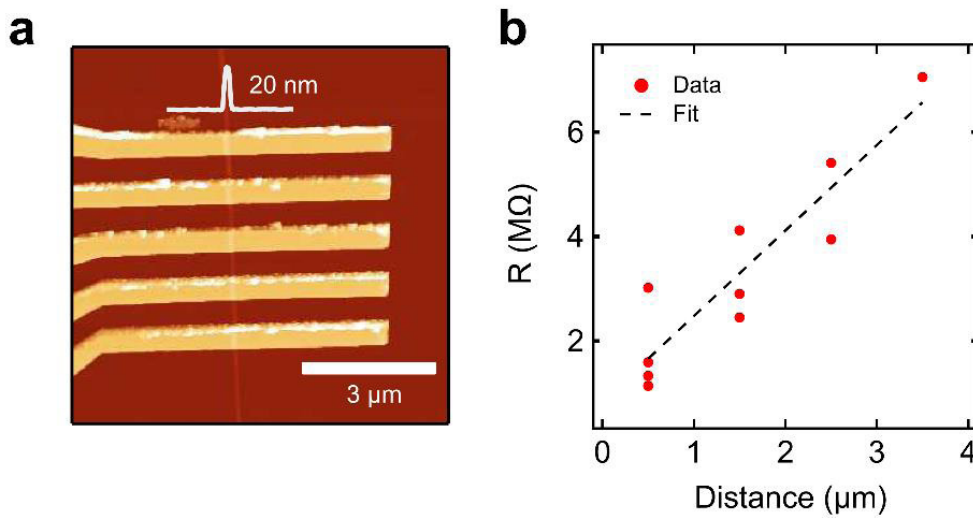 a
20 nm
3 μm
b
Data
Fit
R (MΩ)
6
4
2
0 1 2 3 4
Distance (μm)